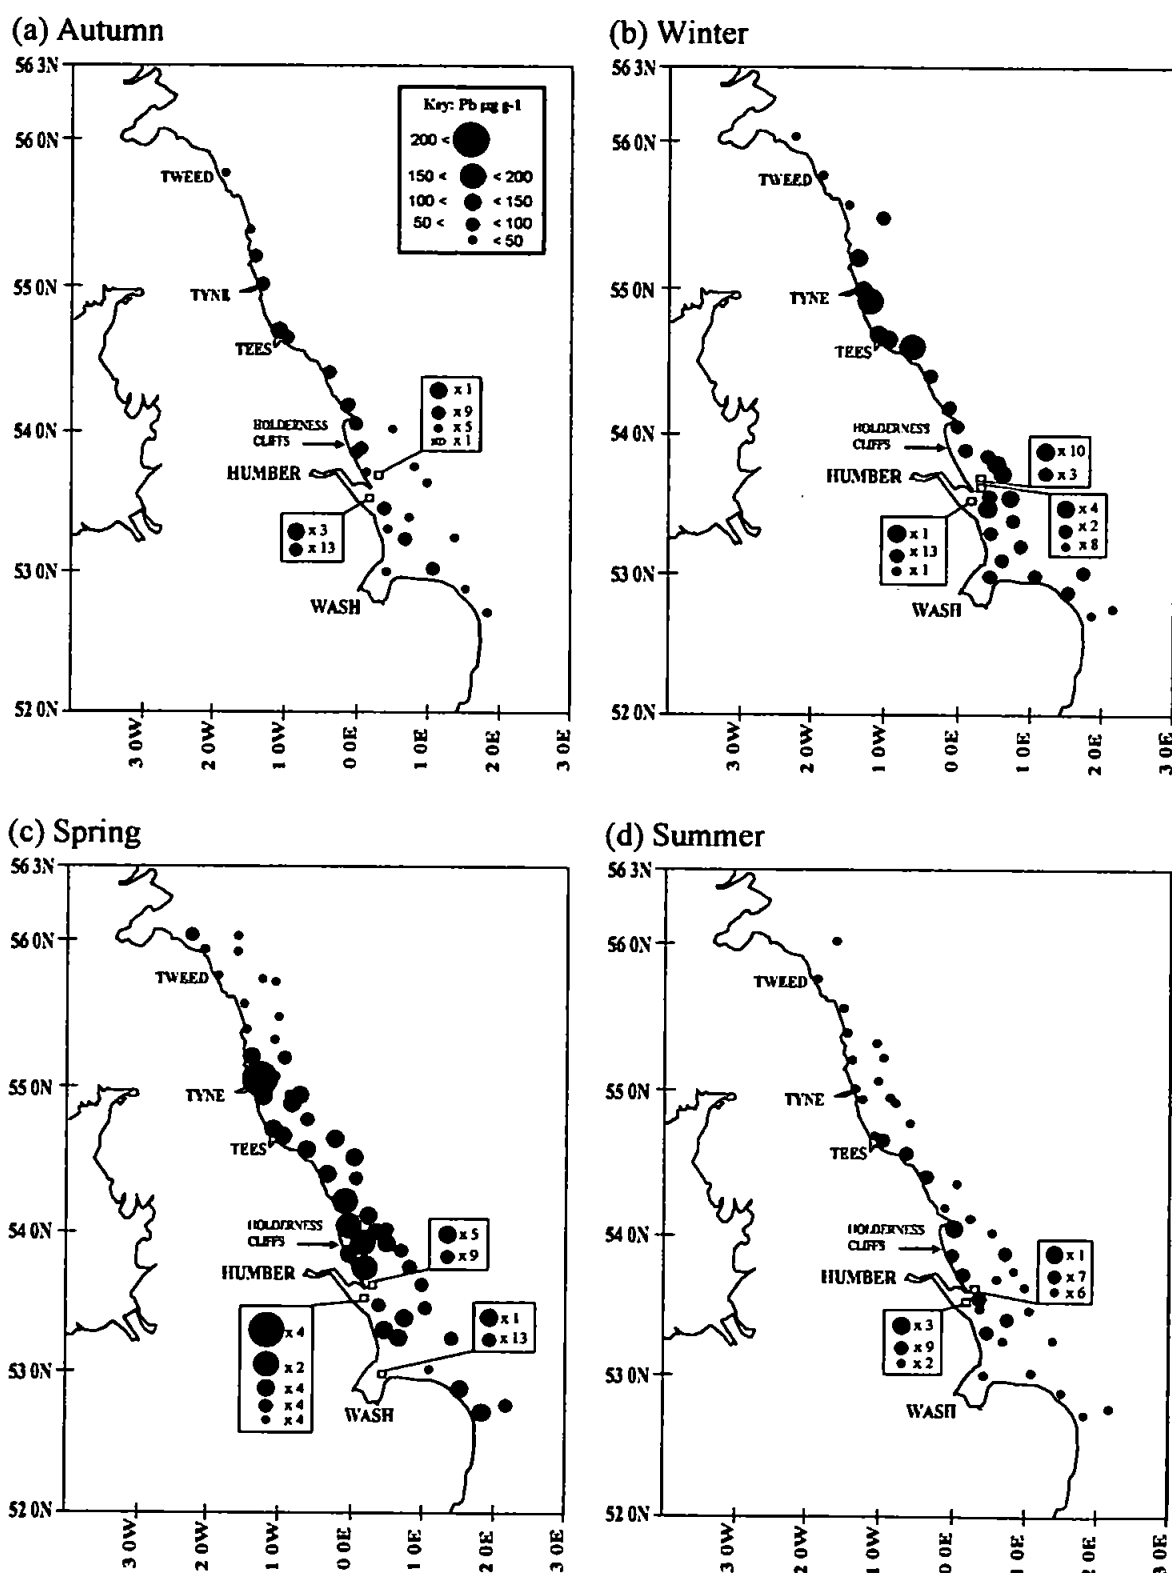 (a) Autumn
56 3N
56 0N
55 0N
54 0N
53 0N
52 0N
Key: Pb µg g-1
200 <
150 < < 200
100 < < 150
50 < < 100
< 50
TWEED
TYNE
TEES
HOLDERNESS
CLIFFS
HUMBER
WASH
x 1
x 9
x 5
x 1
x 3
x 13
3 0W
2 0W
1 0W
0 0E
1 0E
2 0E
3 0E
(b) Winter
56 3N
56 0N
55 0N
54 0N
53 0N
52 0N
TWEED
TYNE
TEES
HOLDERNESS
CLIFFS
HUMBER
WASH
x 10
x 3
x 4
x 2
x 8
x 1
x 13
x 1
3 0W
2 0W
1 0W
0 0E
1 0E
2 0E
3 0E
(c) Spring
56 3N
56 0N
55 0N
54 0N
53 0N
52 0N
TWEED
TYNE
TEES
HOLDERNESS
CLIFFS
HUMBER
WASH
x 5
x 9
x 1
x 13
x 4
x 2
x 4
x 4
x 4
3 0W
2 0W
1 0W
0 0E
1 0E
2 0E
3 0E
(d) Summer
56 3N
56 0N
55 0N
54 0N
53 0N
52 0N
TWEED
TYNE
TEES
HOLDERNESS
CLIFFS
HUMBER
WASH
x 1
x 7
x 6
x 3
x 9
x 2
3 0W
2 0W
1 0W
0 0E
1 0E
2 0E
3 0E